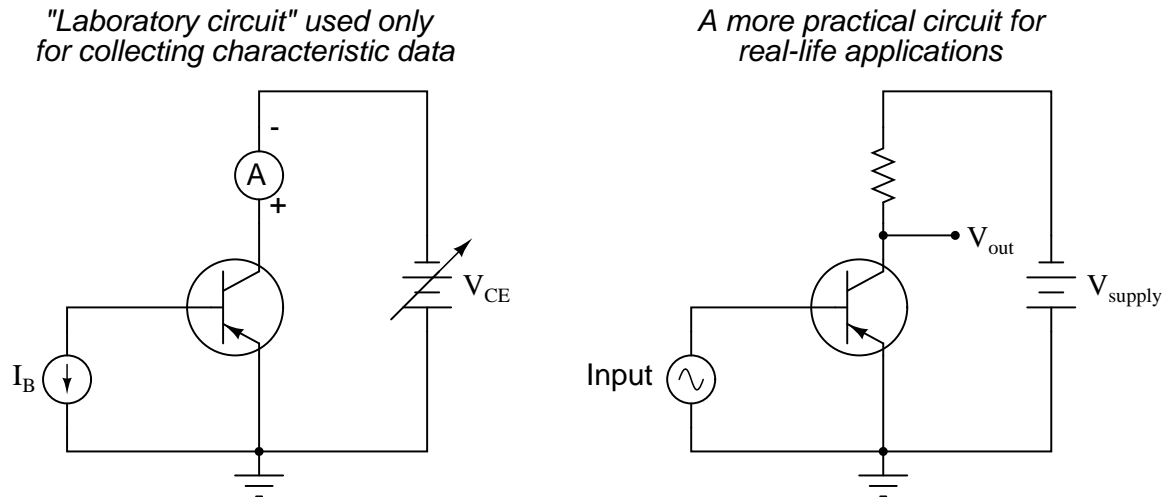 "Laboratory circuit" used only
for collecting characteristic data
A more practical circuit for
real-life applications
-
A
+
VCE
IB
Vout
Vsupply
Input